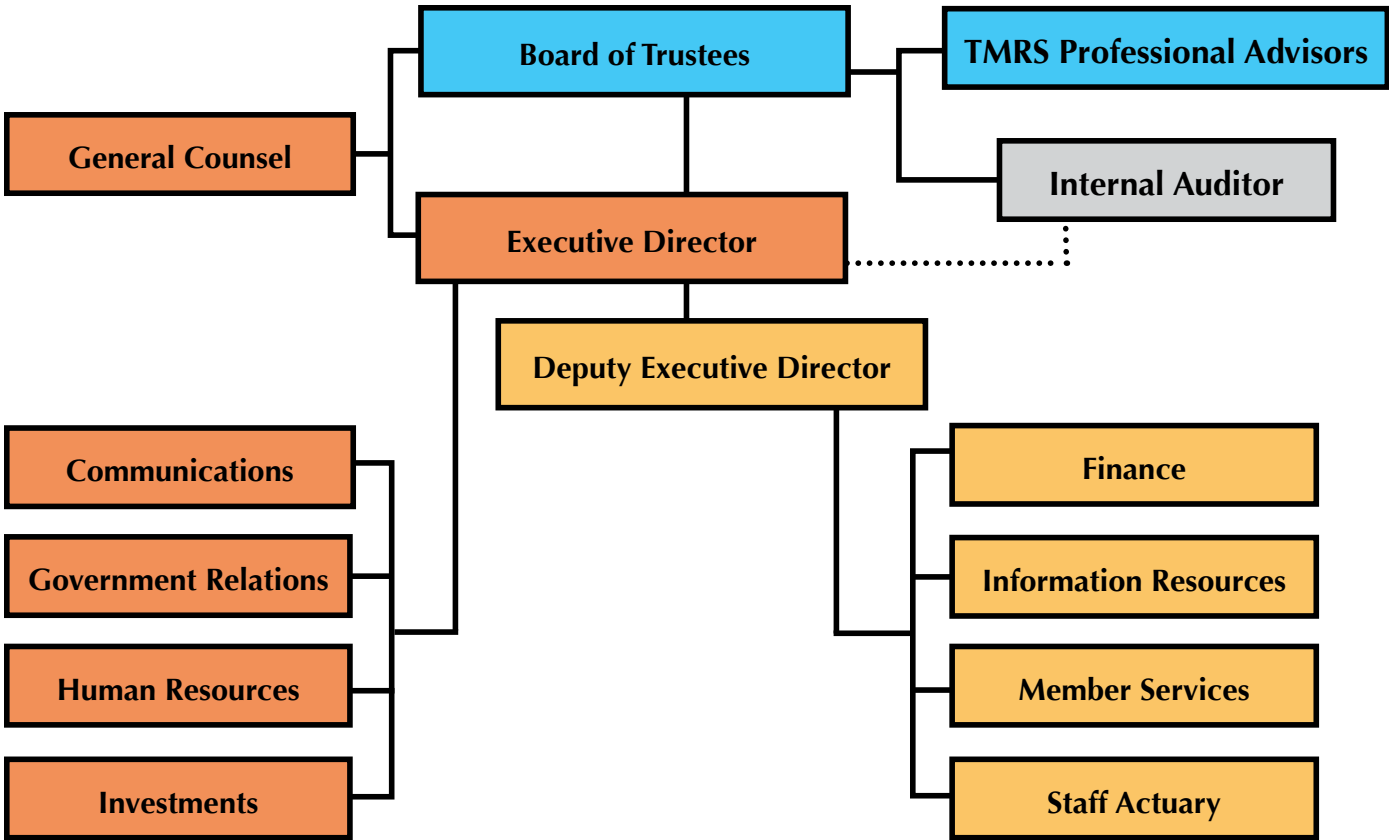 Board of Trustees
TMRS Professional Advisors
General Counsel
Internal Auditor
Executive Director
Deputy Executive Director
Communications
Government Relations
Human Resources
Investments
Finance
Information Resources
Member Services
Staff Actuary